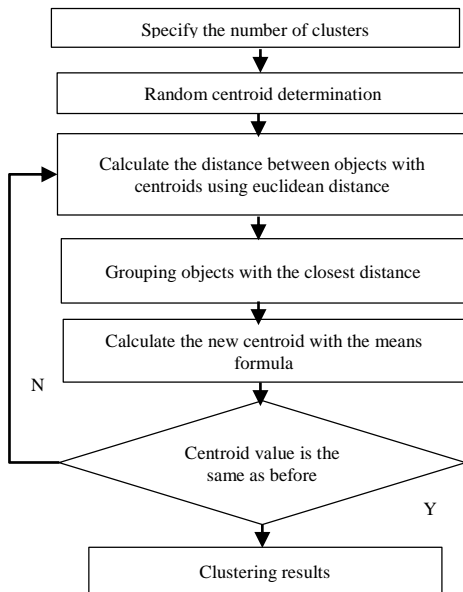 Specify the number of clusters
Random centroid determination
Calculate the distance between objects with
centroids using euclidean distance
Grouping objects with the closest distance
Calculate the new centroid with the means
formula
N
Centroid value is the
same as before
Y
Clustering results